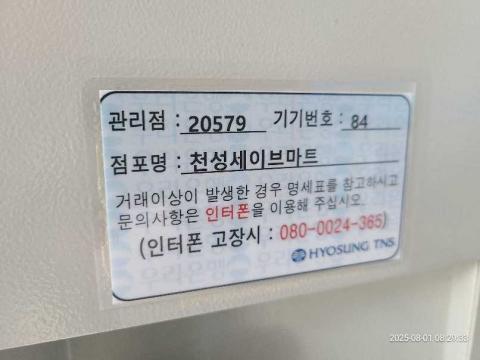 관리점 : 20579 기기번호 : 84
점포명 : 천성세이브마트
거래이상이 발생한 경우 명세표를 참고하시고
문의사항은 인터폰을 이용해 주십시오.
(인터폰 고장시 : 080-0024-365)
HYOSUNG TNS
2025-08-01 08:29:33